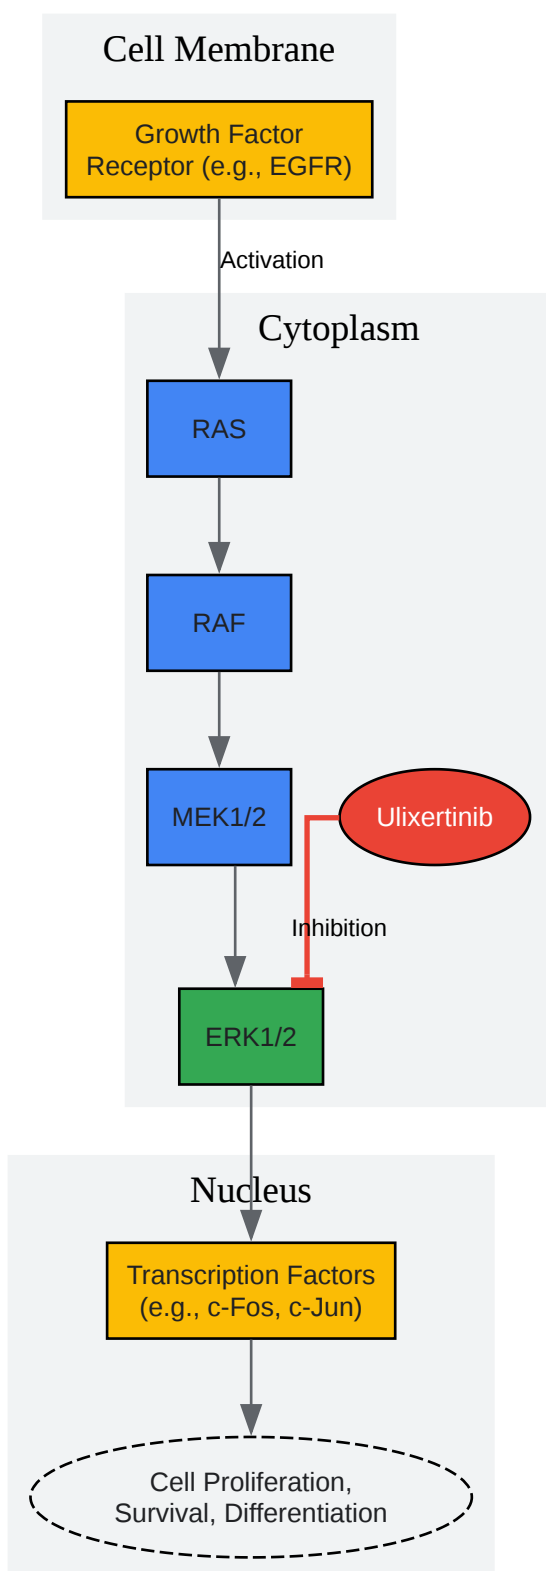 Cell Membrane
Growth Factor
Receptor (e.g., EGFR)
Activation
Cytoplasm
RAS
RAF
MEK1/2
Ulixertinib
Inhibition
ERK1/2
Nucleus
Transcription Factors
(e.g., c-Fos, c-Jun)
Cell Proliferation,
Survival, Differentiation